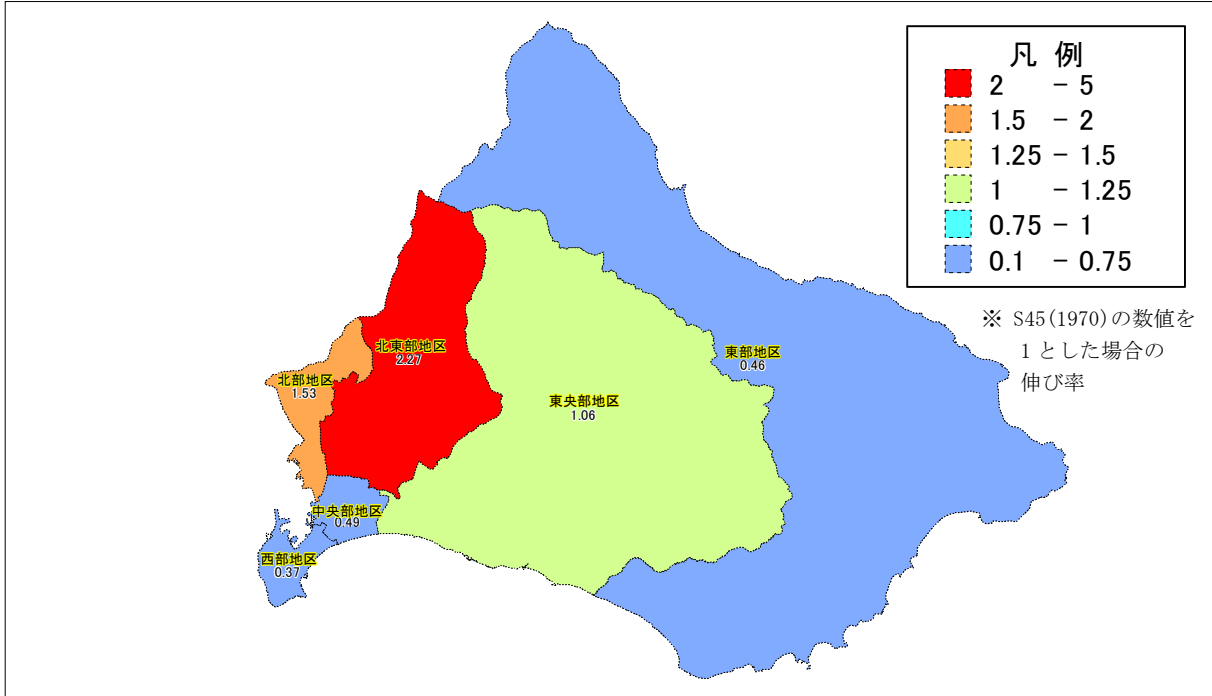 凡 例
2 - 5
1.5 - 2
1.25 - 1.5
1 - 1.25
0.75 - 1
0.1 - 0.75
※ S45(1970)の数値を
1とした場合の
伸び率
北東部地区
2.27
東部地区
0.46
北部地区
1.53
東央部地区
1.06
中央部地区
0.49
西部地区
0.37